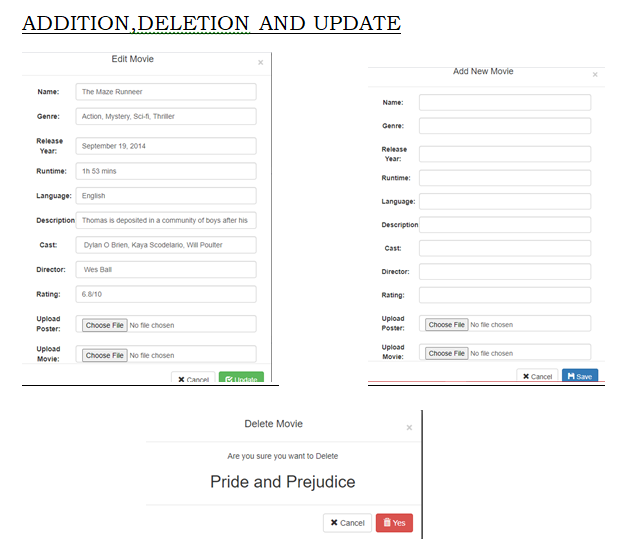 ADDITION,DELETION AND UPDATE
Edit Movie
×
Name: The Maze Runneer
Genre: Action, Mystery, Sci-fi, Thriller
Release
Year: September 19, 2014
Runtime: 1h 53 mins
Language: English
Description Thomas is deposited in a community of boys after his
Cast: Dylan O Brien, Kaya Scodelario, Will Poulter
Director: Wes Ball
Rating: 6.8/10
Upload
Poster: Choose File No file chosen
Upload
Movie: Choose File No file chosen
Cancel Update
Add New Movie
×
Name:
Genre:
Release
Year:
Runtime:
Language:
Description
Cast:
Director:
Rating:
Upload
Poster: Choose File No file chosen
Upload
Movie: Choose File No file chosen
Cancel Save
Delete Movie
×
Are you sure you want to Delete
Pride and Prejudice
Cancel Yes